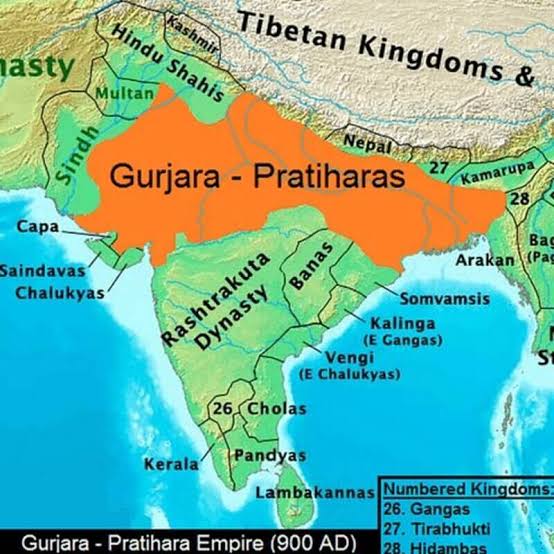 Tibetan Kingdoms &
Kashmir
Hindu Shahis
nasty
Multan
Sindh
Nepal
27
Kamarupa
Gurjara - Pratiharas
28
Capa
Saindavas
Chalukyas
Rashtrakuta
Dynasty
Banas
Arakan
Bag
(Pag
Somvamsis
Kalinga
(E Gangas)
Vengi
(E Chalukyas)
St
26
Cholas
Kerala
Pandyas
Lambakannas
Numbered Kingdoms:
26. Gangas
27. Tirabhukti
28. Hidambas
Gurjara - Pratihara Empire (900 AD)